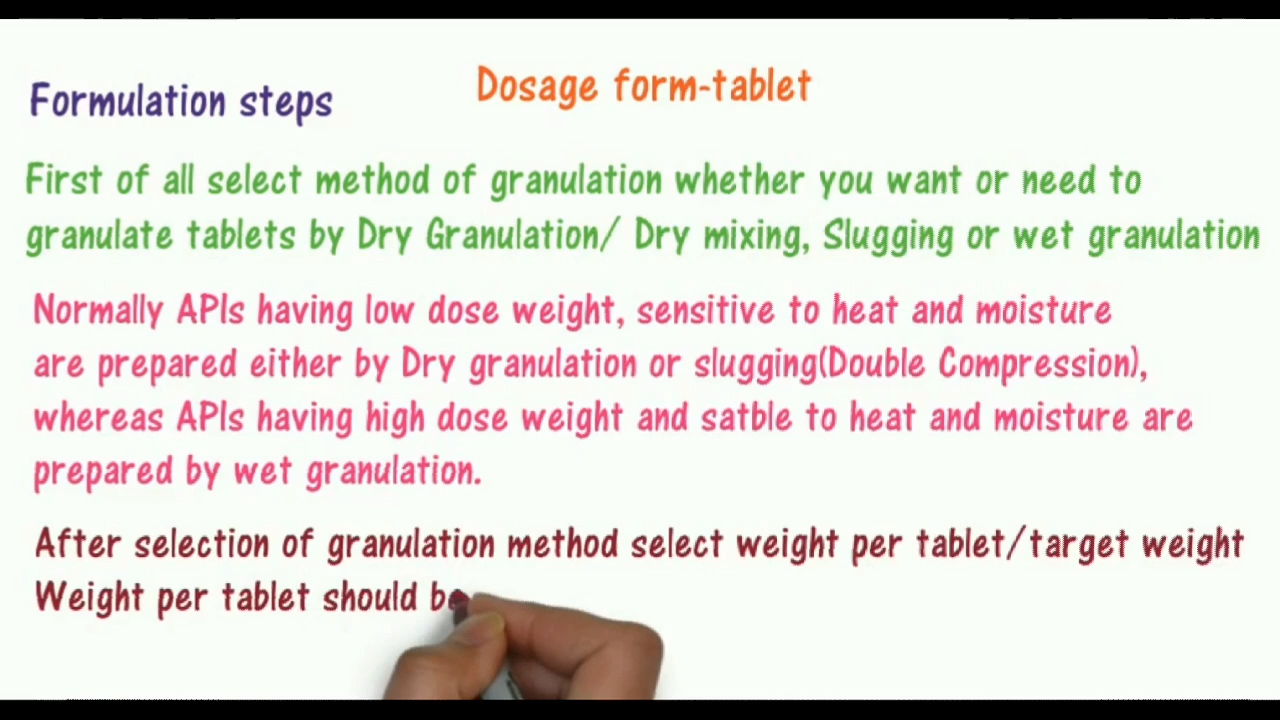 Dosage form-tablet
Formulation steps
First of all select method of granulation whether you want or need to
granulate tablets by Dry Granulation/ Dry mixing, Slugging or wet granulation
Normally APIs having low dose weight, sensitive to heat and moisture
are prepared either by Dry granulation or slugging(Double Compression),
whereas APIs having high dose weight and satble to heat and moisture are
prepared by wet granulation.
After selection of granulation method select weight per tablet/target weight
Weight per tablet should be